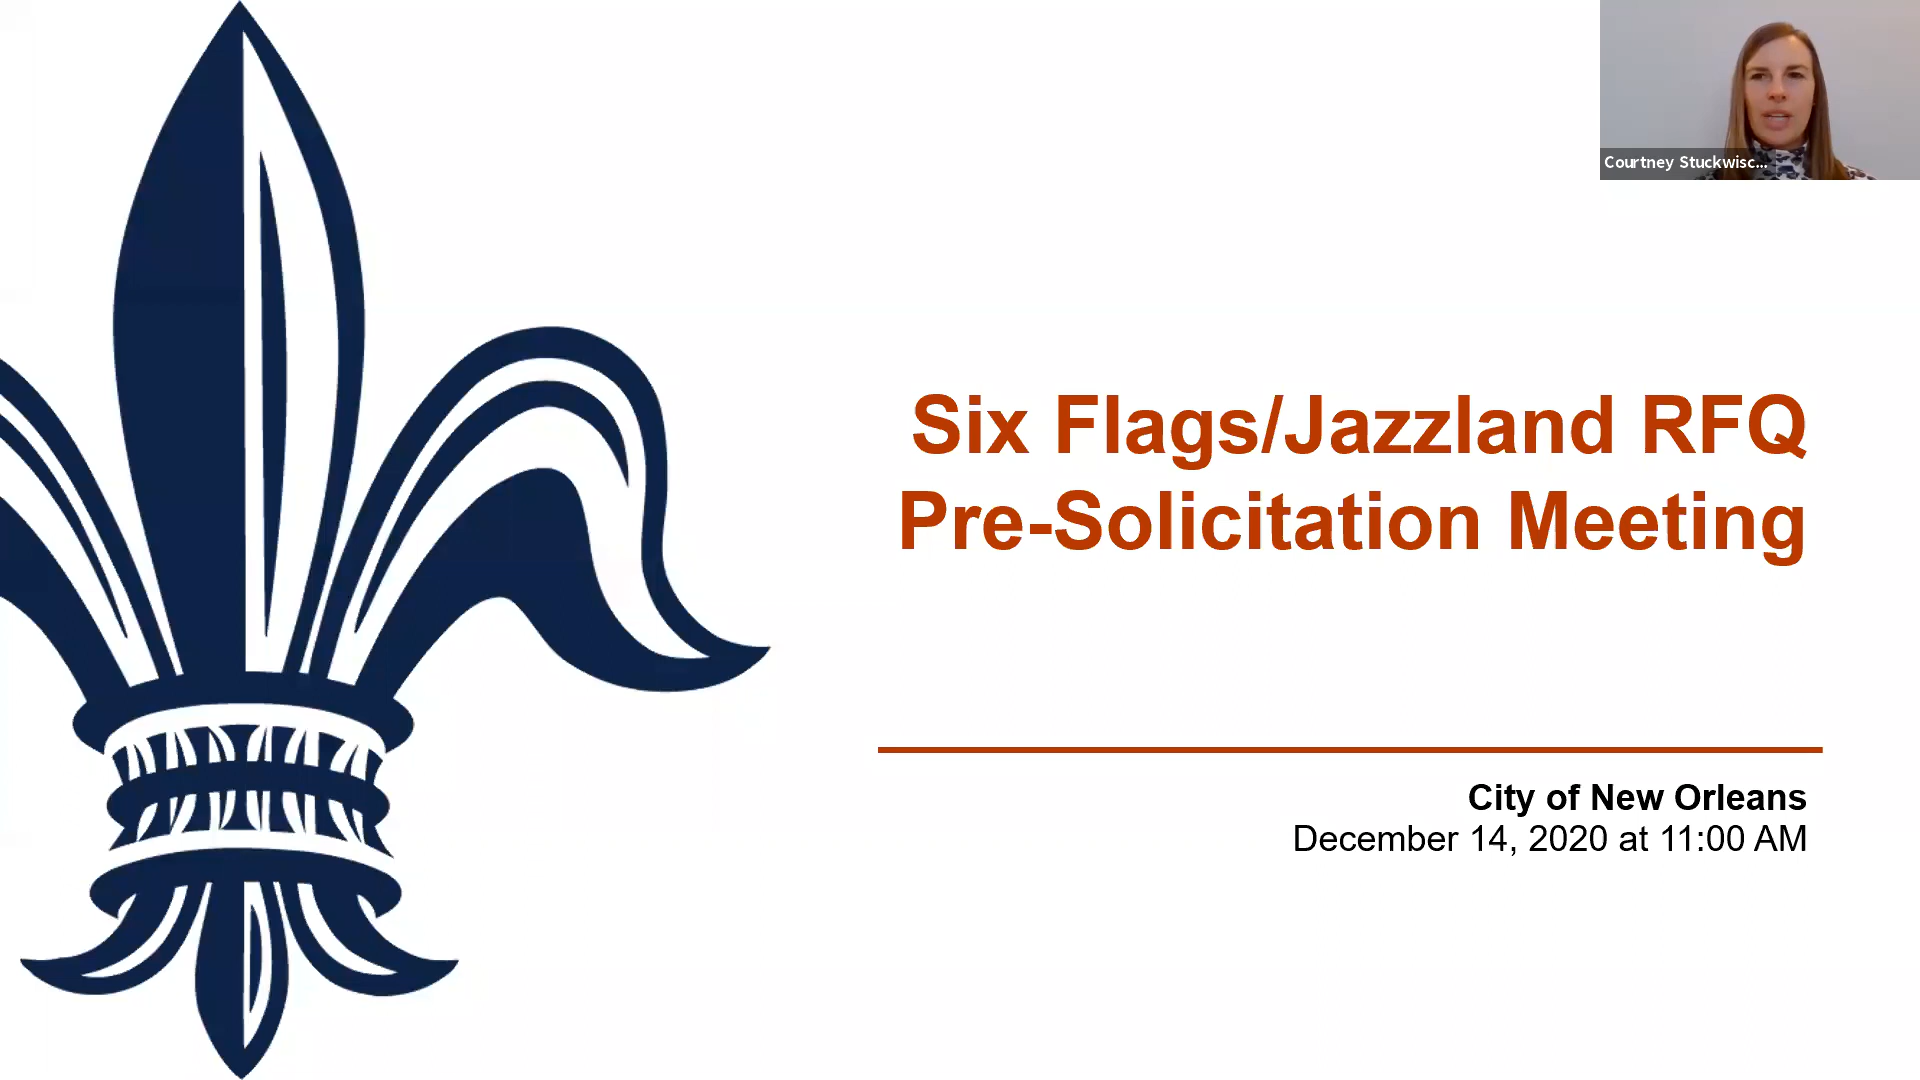 Courtney Stuckwisc...
Six Flags/Jazzland RFQ
Pre-Solicitation Meeting
City of New Orleans
December 14, 2020 at 11:00 AM